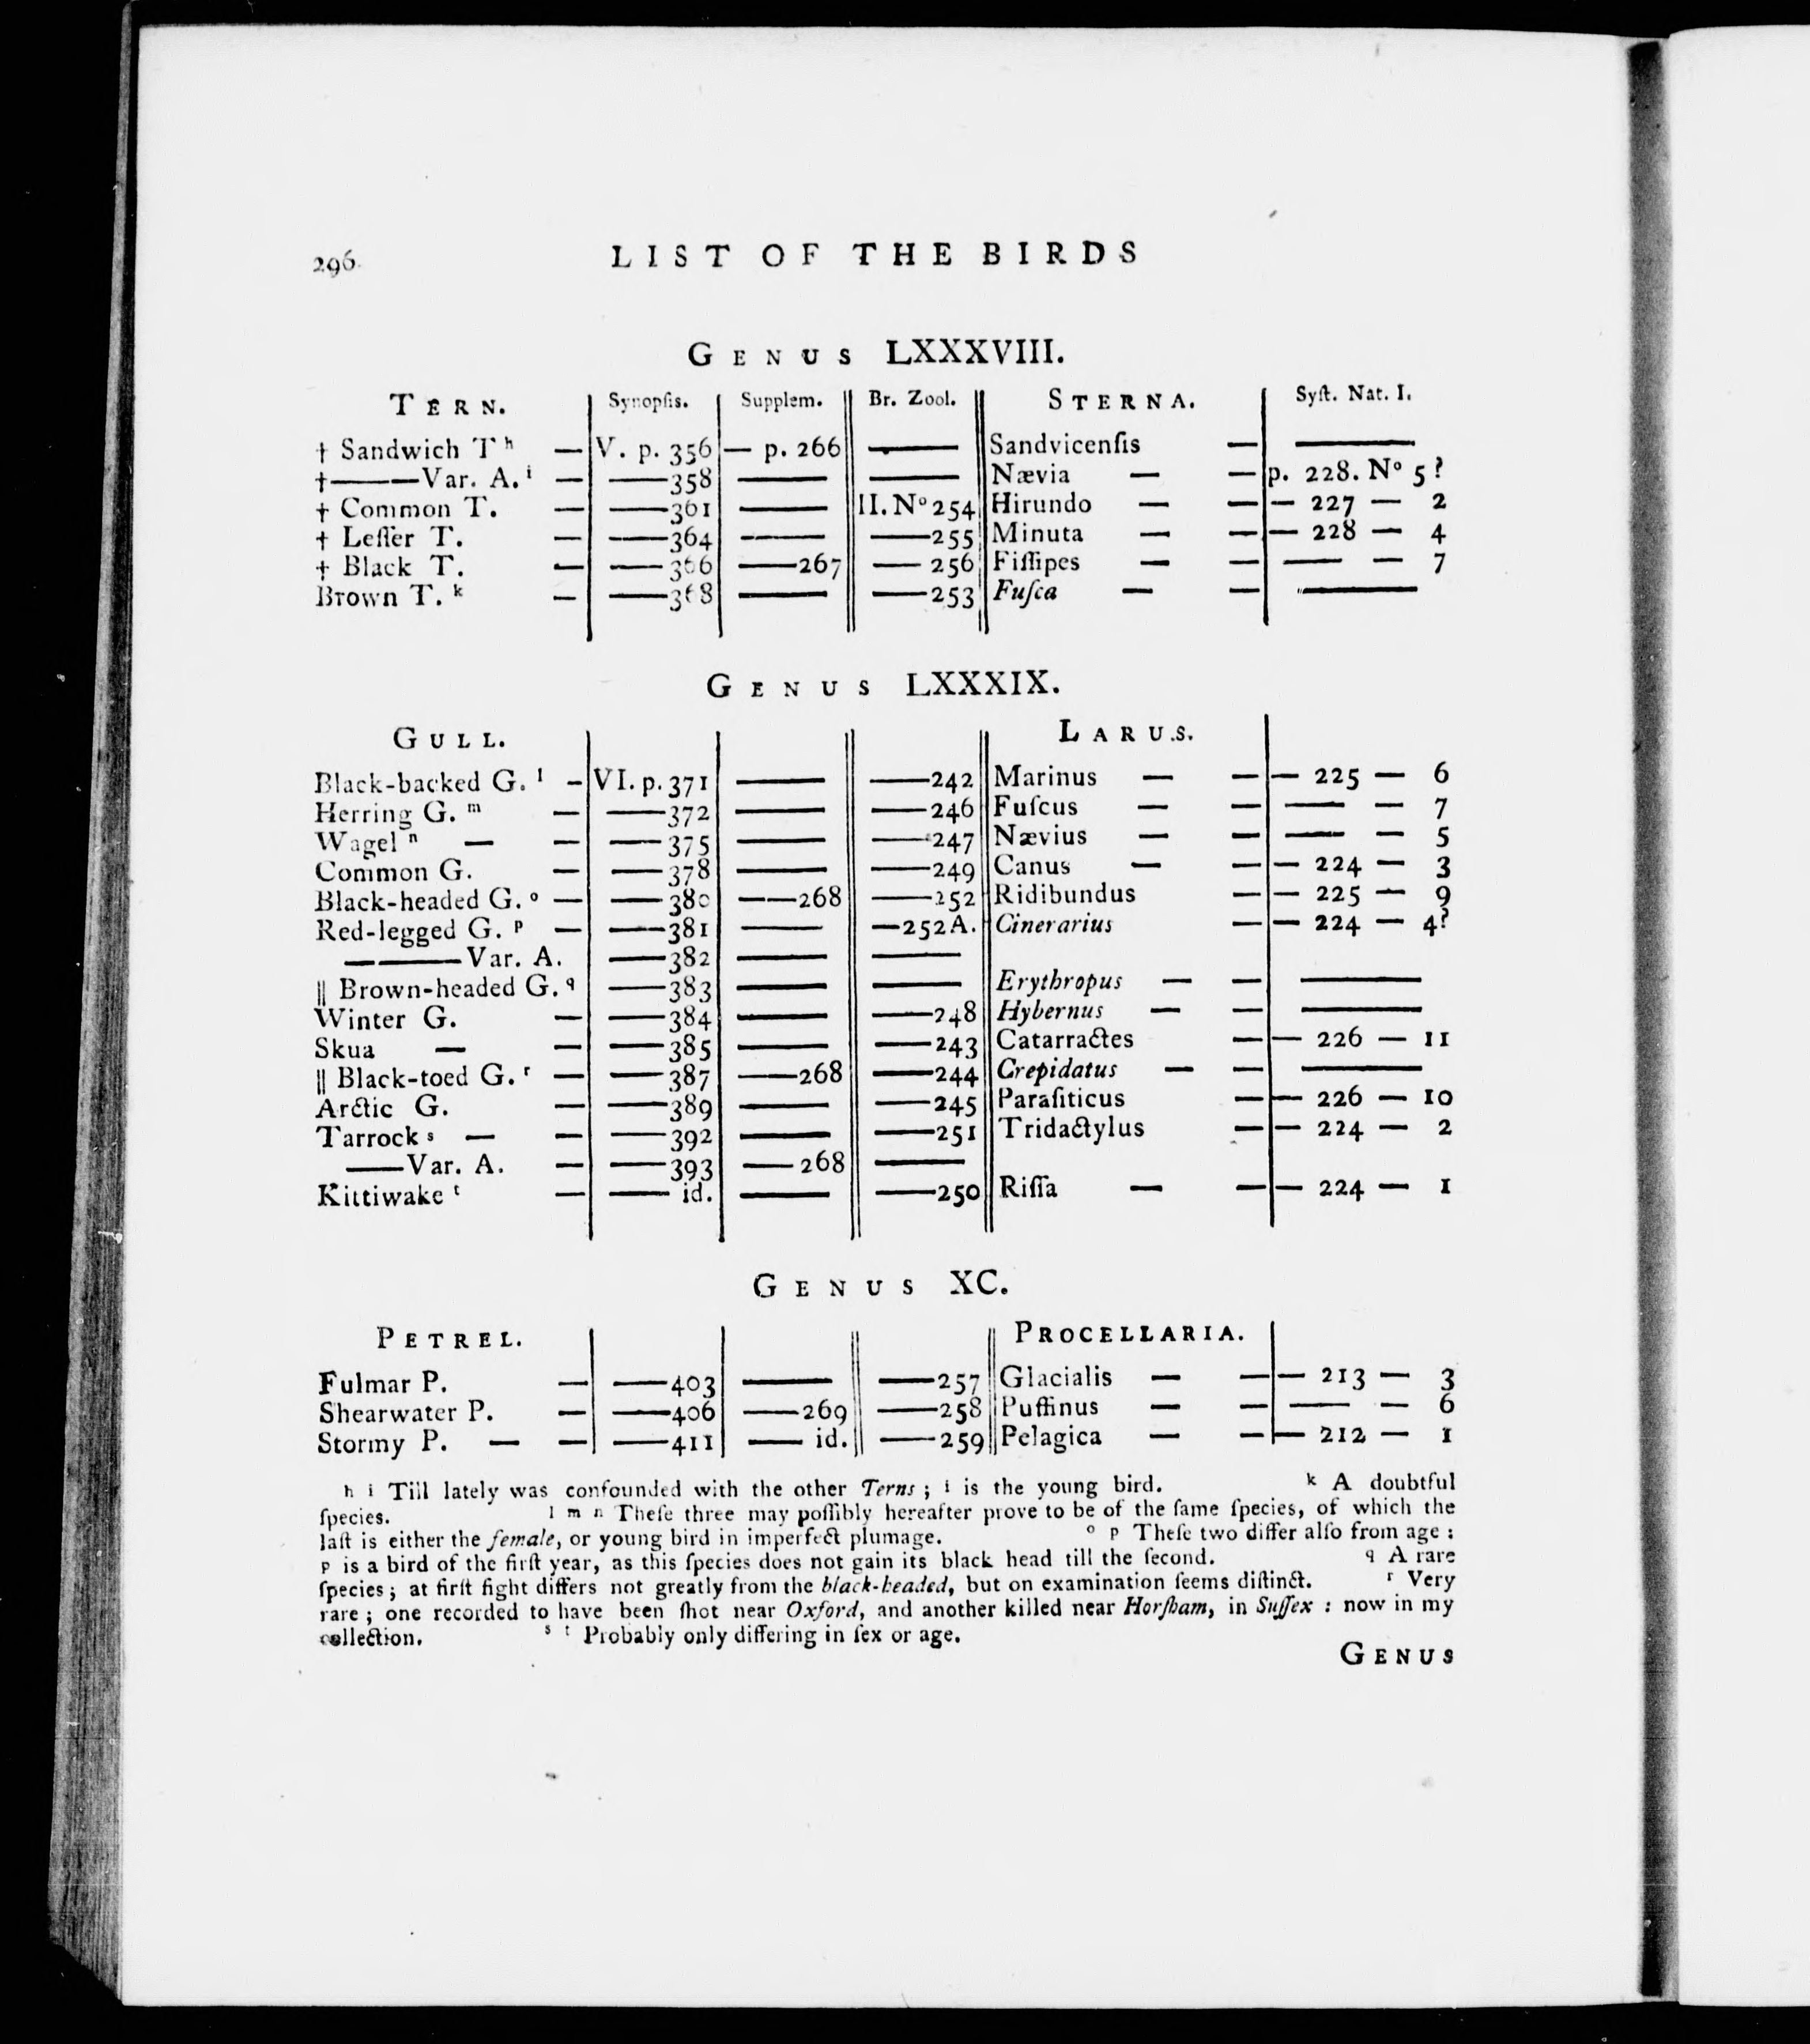 296 LIST OF THE BIRDS
GENUS LXXXVIII.
TERN. Synopſis. Supplem. Br. Zool. STERNA. Syſt. Nat. I.
† Sandwich T h — V. p. 356 — p. 266 —— Sandvicenſis — ——
† —— Var. A. i — —— 358 —— —— Nævia — — p. 228. Nº 5?
† Common T. — —— 361 —— II. Nº 254 Hirundo — — — 227 — 2
† Leſſer T. — —— 364 —— —— 255 Minuta — — — 228 — 4
† Black T. — —— 366 —— 267 —— 256 Fiſſipes — — —— — 7
Brown T. k — —— 368 —— —— 253 Fuſca — — ——
GENUS LXXXIX.
GULL. LARUS.
Black-backed G. l — VI. p. 371 —— —— 242 Marinus — — — 225 — 6
Herring G. m — —— 372 —— —— 246 Fuſcus — — —— — 7
Wagel n — — —— 375 —— —— 247 Nævius — — —— — 5
Common G. — —— 378 —— —— 249 Canus — — — 224 — 3
Black-headed G. o — —— 380 —— 268 —— 252 Ridibundus — — 225 — 9
Red-legged G. p — —— 381 —— — 252 A. Cinerarius — — 224 — 4?
—— Var. A. —— 382 —— ——
|| Brown-headed G. q —— 383 —— —— Erythropus — — ——
Winter G. — —— 384 —— —— 248 Hybernus — — ——
Skua — — —— 385 —— —— 243 Catarractes — — 226 — 11
|| Black-toed G. r — —— 387 —— 268 —— 244 Crepidatus — — ——
Arctic G. — —— 389 —— —— 245 Paraſiticus — — 226 — 10
Tarrock s — — —— 392 —— —— 251 Tridactylus — — 224 — 2
—— Var. A. — —— 393 —— 268 ——
Kittiwake t — —— id. —— —— 250 Riſſa — — — 224 — 1
GENUS XC.
PETREL. PROCELLARIA.
Fulmar P. — —— 403 —— —— 257 Glacialis — — — 213 — 3
Shearwater P. — —— 406 —— 269 —— 258 Puffinus — — —— — 6
Stormy P. — — —— 411 —— id. —— 259 Pelagica — — — 212 — 1
h i Till lately was confounded with the other Terns; i is the young bird. k A doubtful
ſpecies. l m n Theſe three may poſſibly hereafter prove to be of the ſame ſpecies, of which the
laſt is either the female, or young bird in imperfect plumage. o p Theſe two differ alſo from age:
p is a bird of the firſt year, as this ſpecies does not gain its black head till the ſecond. q A rare
ſpecies; at firſt ſight differs not greatly from the black-headed, but on examination ſeems diſtinct. r Very
rare; one recorded to have been ſhot near Oxford, and another killed near Horſham, in Suſſex: now in my
collection. s t Probably only differing in ſex or age.
GENUS